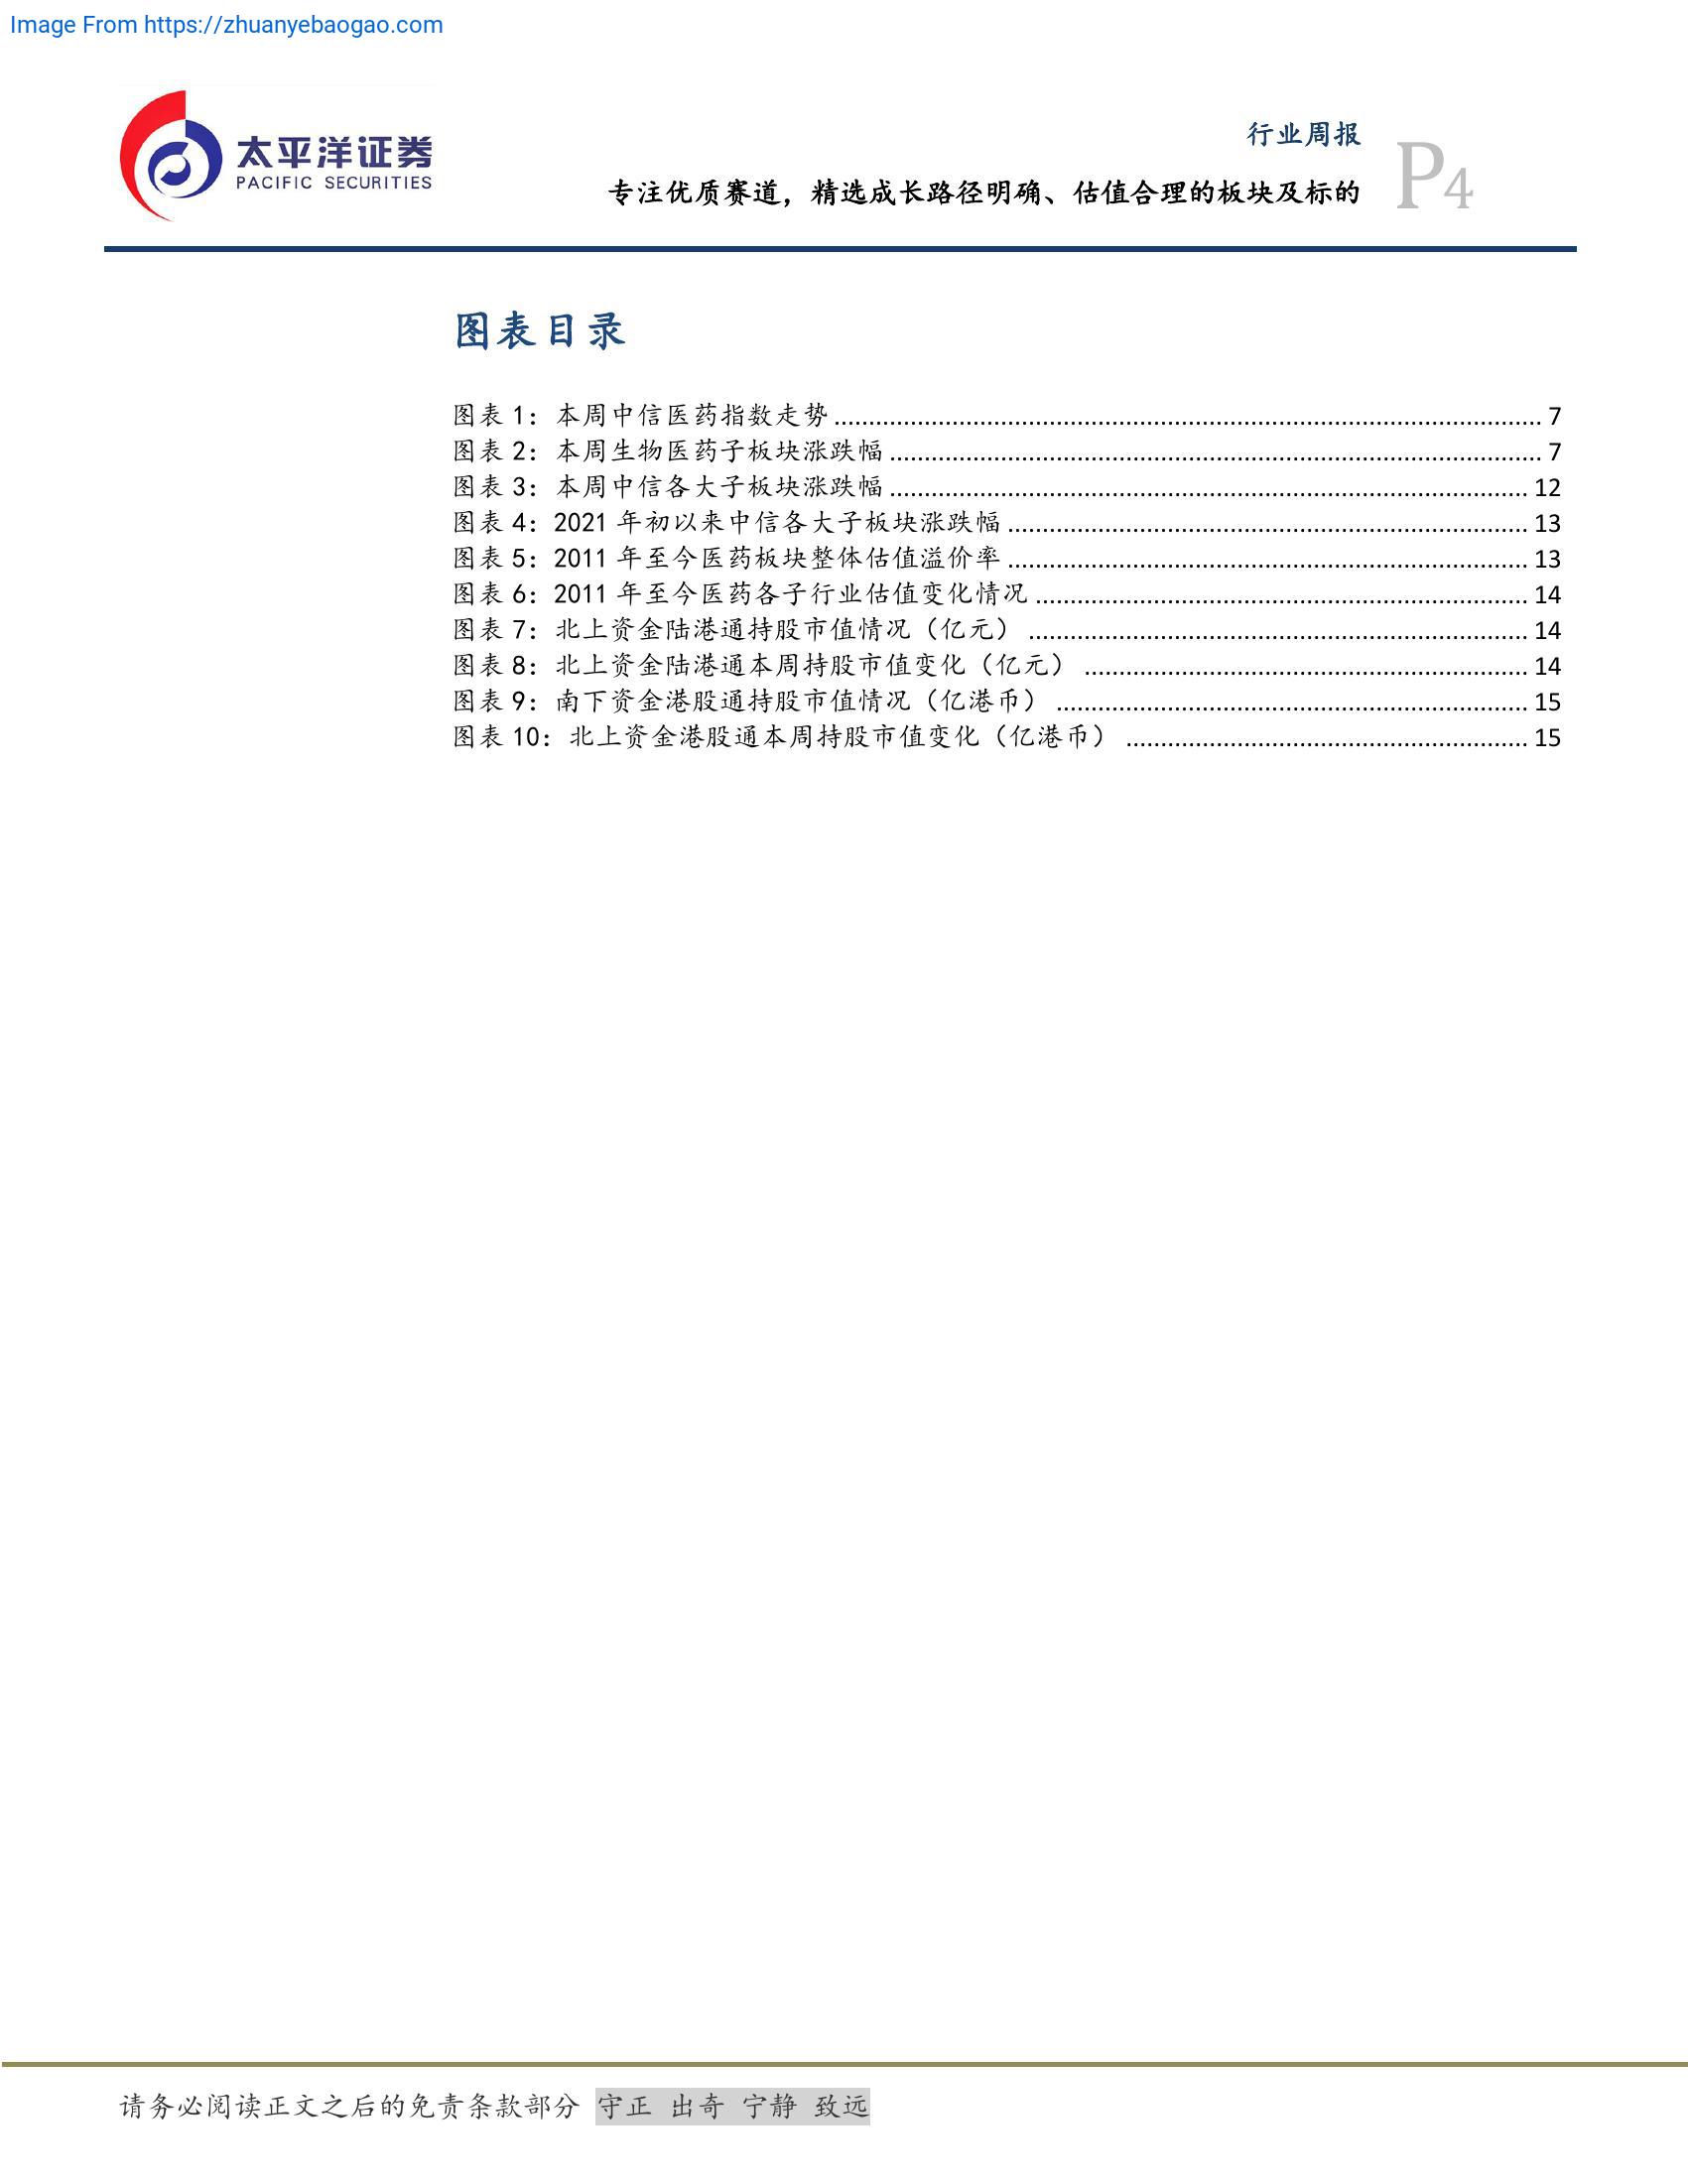 Image From https://zhuanyebaogao.com
太平洋证券
PACIFIC SECURITIES
行业周报
专注优质赛道，精选成长路径明确、估值合理的板块及标的
P4
图表目录
图表 1：本周中信医药指数走势 7
图表 2：本周生物医药子板块涨跌幅 7
图表 3：本周中信各大子板块涨跌幅 12
图表 4：2021 年初以来中信各大子板块涨跌幅 13
图表 5：2011 年至今医药板块整体估值溢价率 13
图表 6：2011 年至今医药各子行业估值变化情况 14
图表 7：北上资金陆港通持股市值情况（亿元） 14
图表 8：北上资金陆港通本周持股市值变化（亿元） 14
图表 9：南下资金港股通持股市值情况（亿港币） 15
图表 10：北上资金港股通本周持股市值变化（亿港币） 15
请务必阅读正文之后的免责条款部分 守正 出奇 宁静 致远